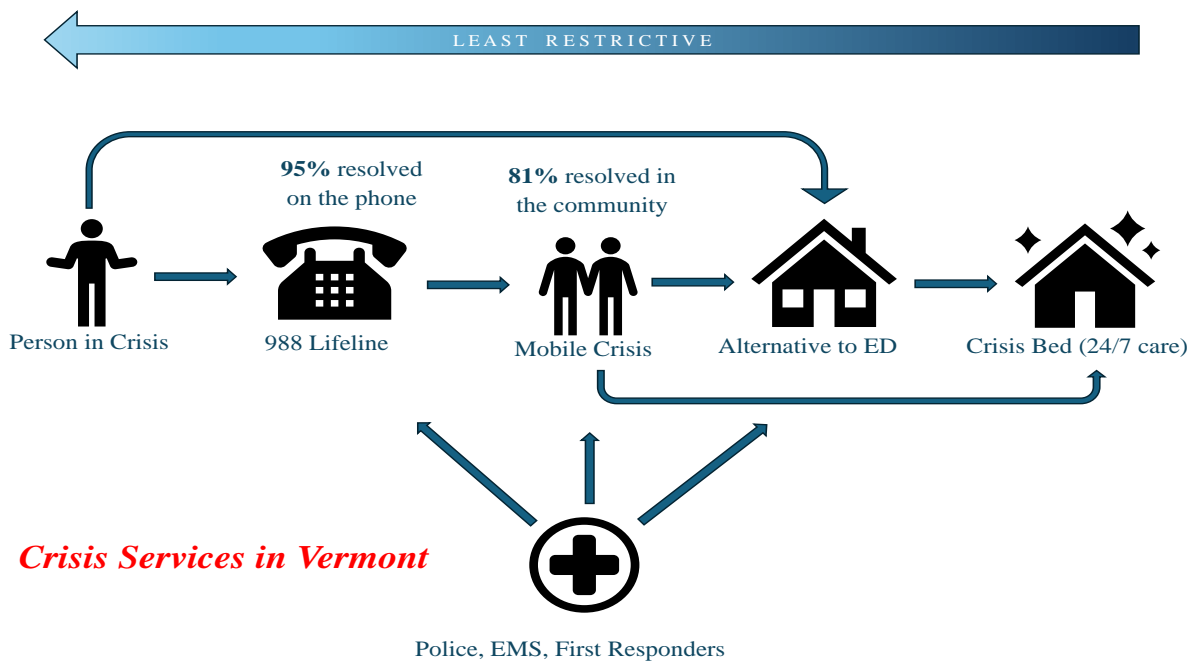 LEAST RESTRICTIVE
95% resolved
on the phone
81% resolved in
the community
Person in Crisis
988 Lifeline
Mobile Crisis
Alternative to ED
Crisis Bed (24/7 care)
Crisis Services in Vermont
Police, EMS, First Responders